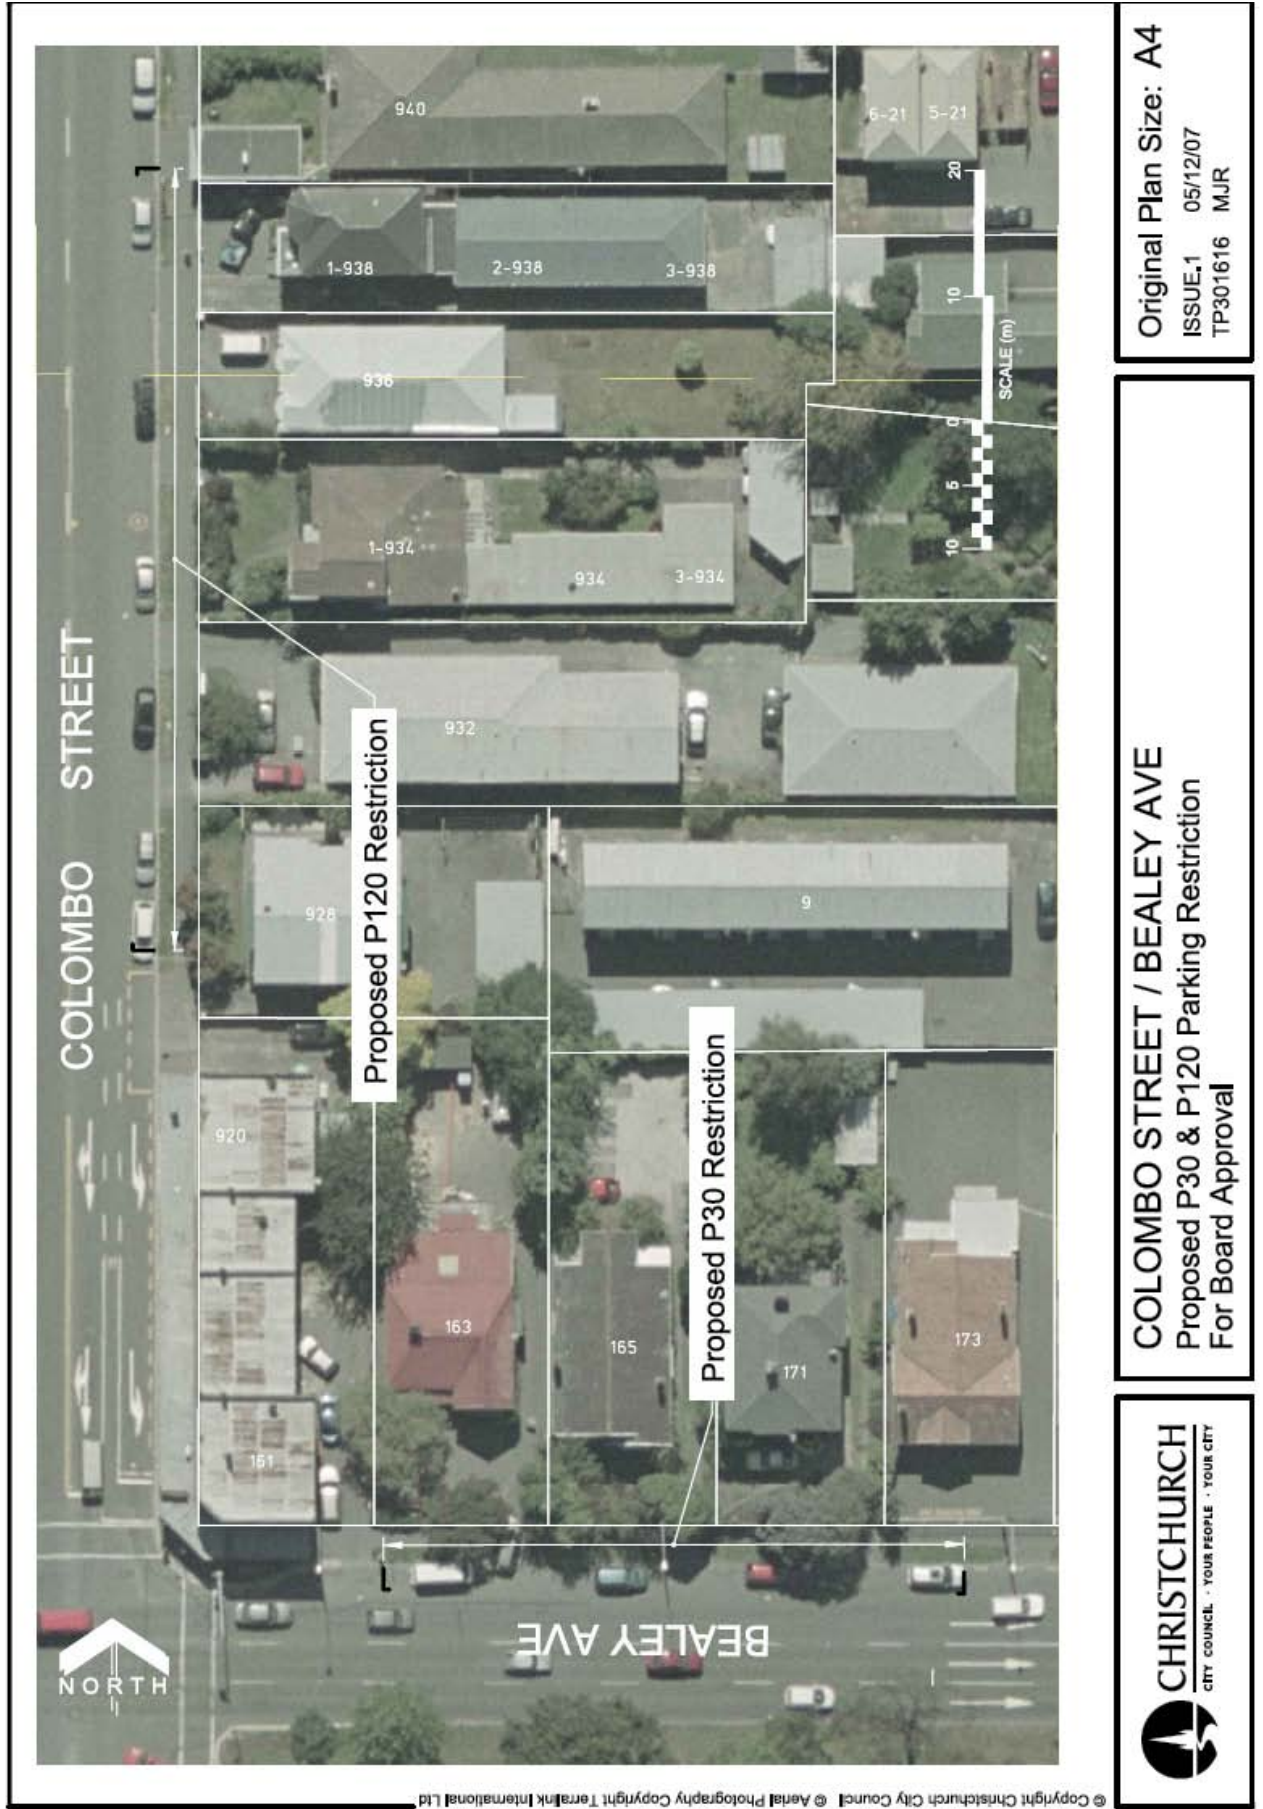 COLOMBO STREET
940
6-21
5-21
1-938
2-938
3-938
936
1-934
934
3-934
932
928
9
920
161
163
165
171
173
Proposed P120 Restriction
Proposed P30 Restriction
BEALEY AVE
NORTH
10 5 0 10 20
SCALE (m)
Original Plan Size: A4
ISSUE.1 05/12/07
TP301616 MJR
COLOMBO STREET / BEALEY AVE
Proposed P30 & P120 Parking Restriction
For Board Approval
CHRISTCHURCH
CITY COUNCIL · YOUR PEOPLE · YOUR CITY
© Copyright Christchurch City Council © Aerial Photography Copyright Terralink International Ltd